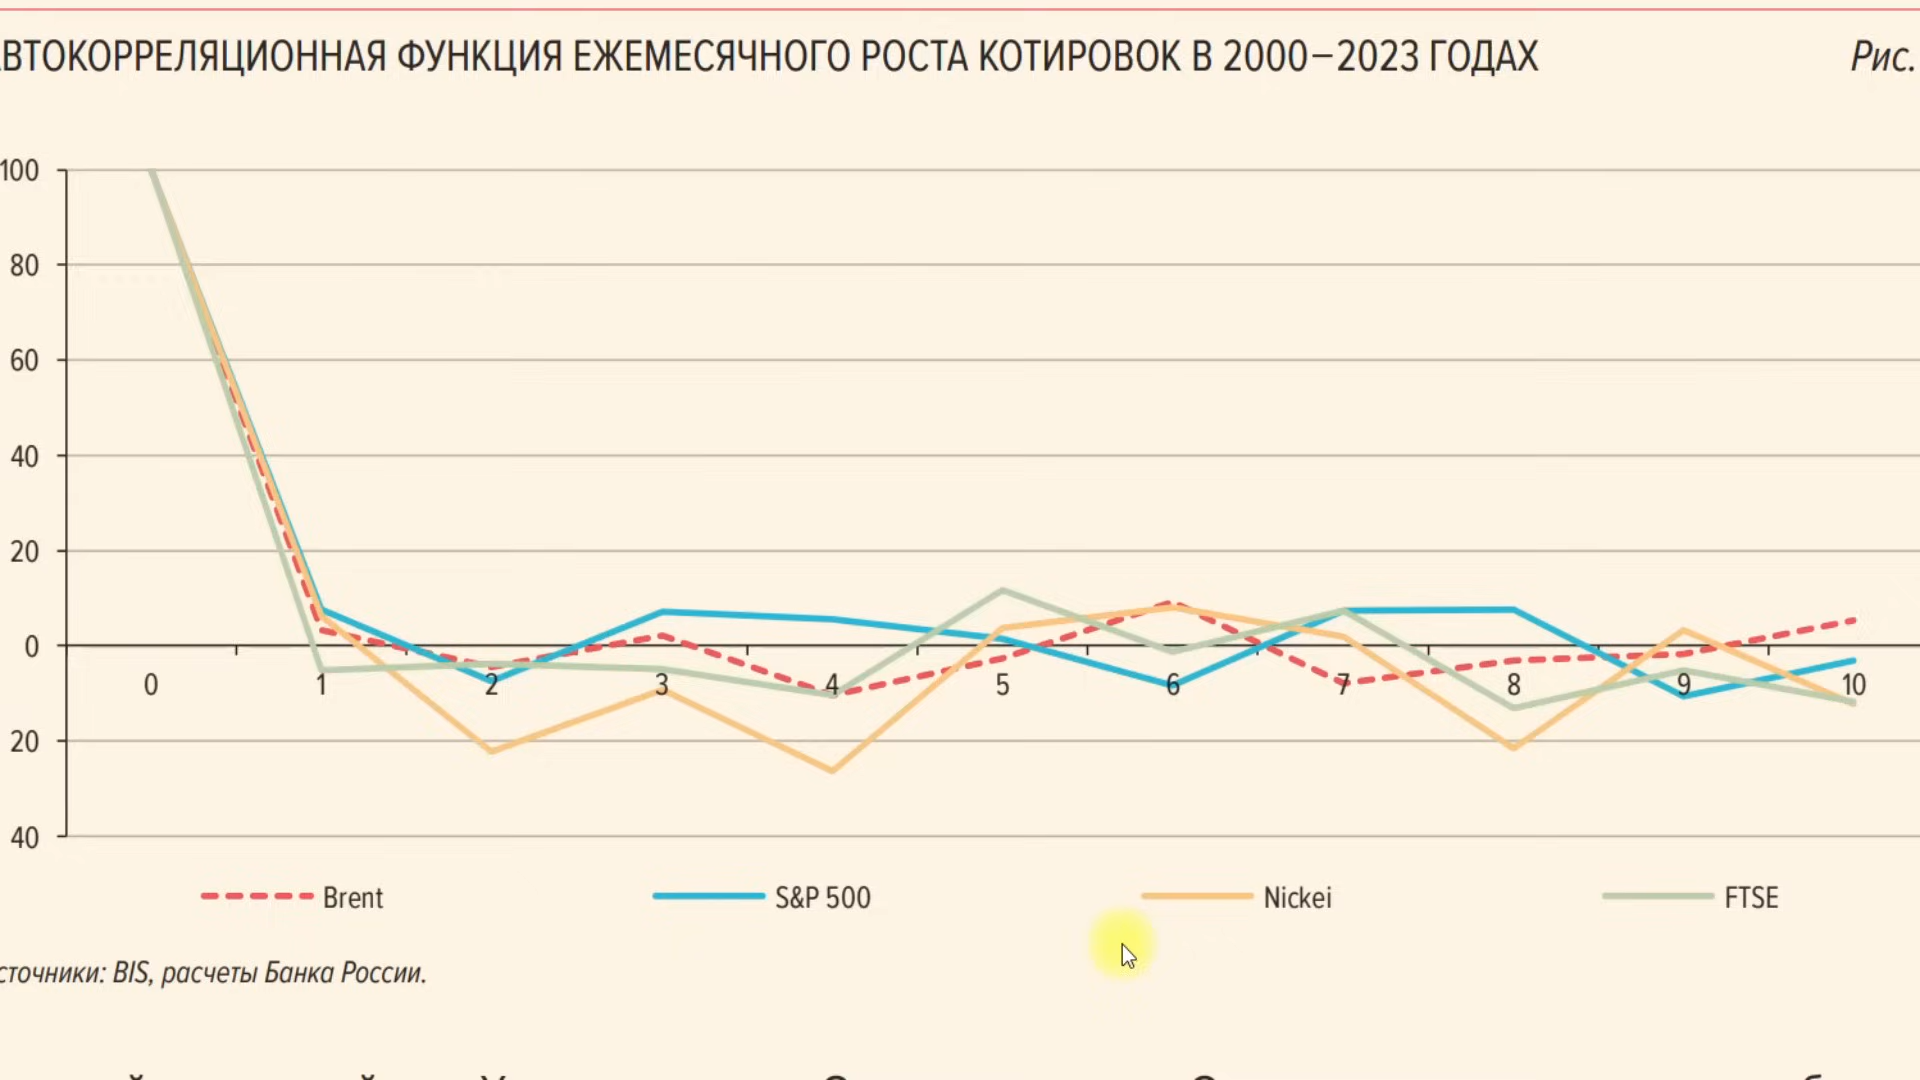 ВТОКОРРЕЛЯЦИОННАЯ ФУНКЦИЯ ЕЖЕМЕСЯЧНОГО РОСТА КОТИРОВОК В 2000–2023 ГОДАХ
Рис.
100
80
60
40
20
0
20
40
0 1 2 3 4 5 6 7 8 9 10
Brent S&P 500 Nickei FTSE
сточники: BIS, расчеты Банка России.